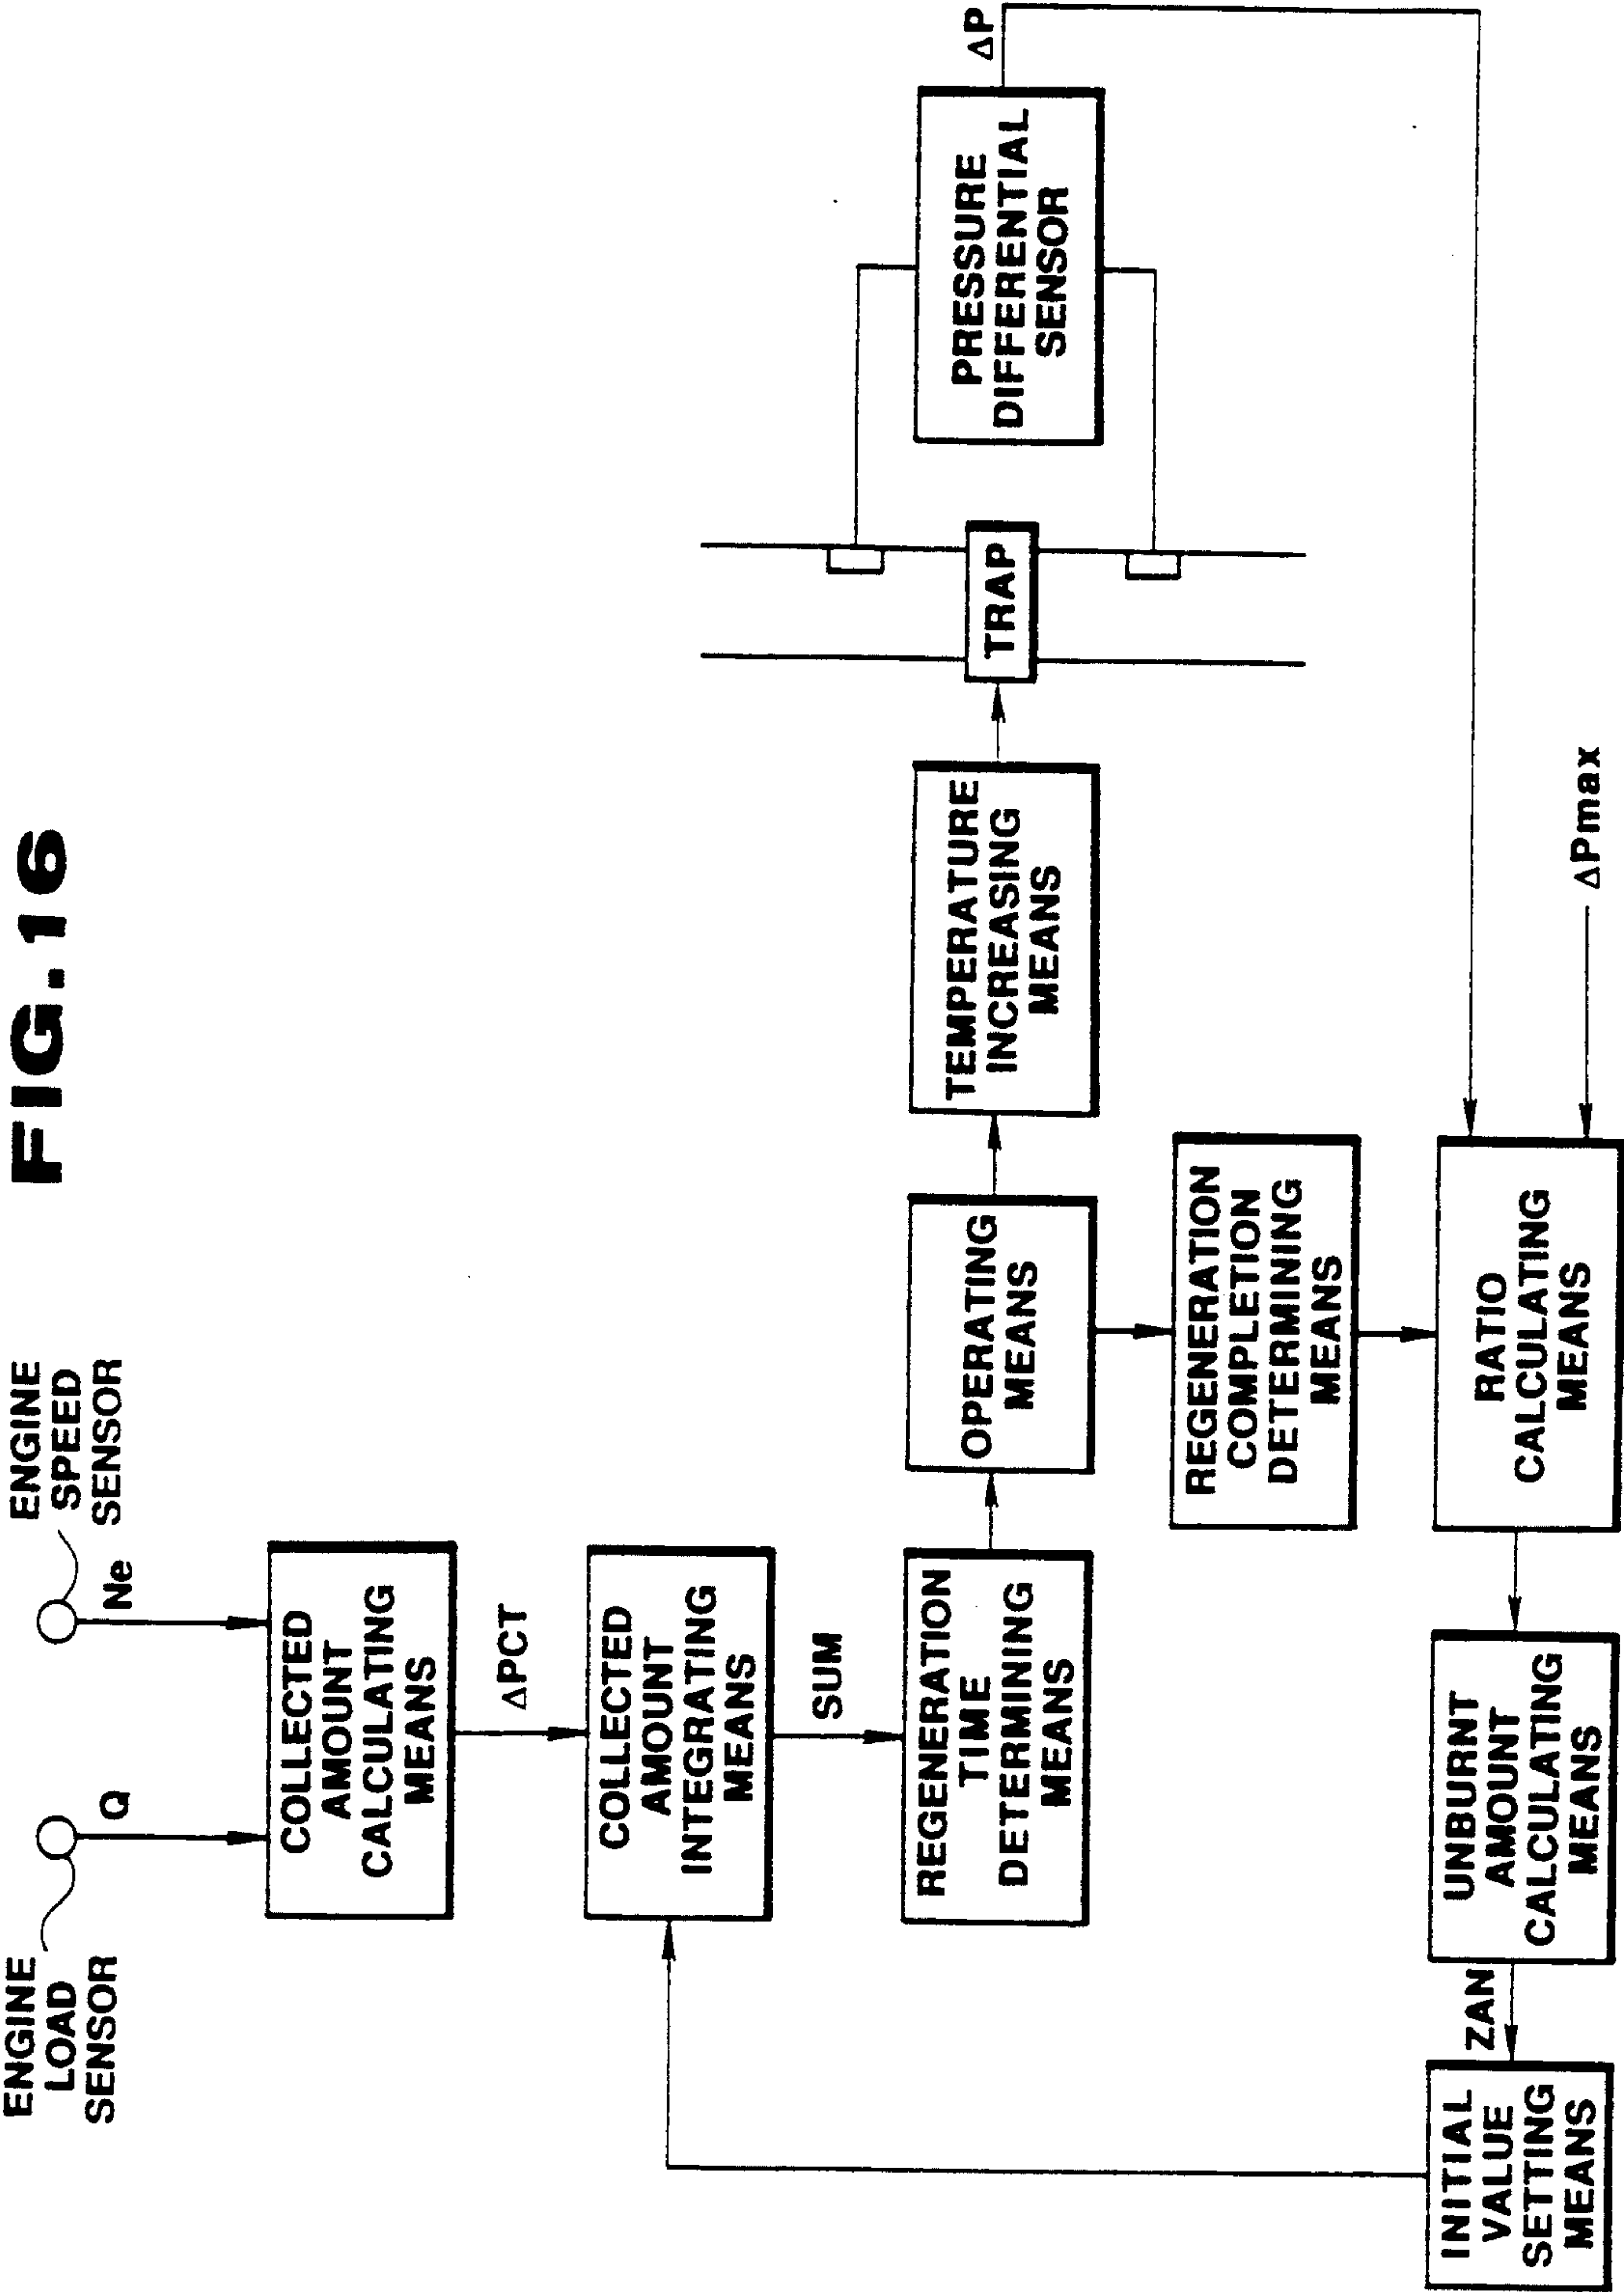 FIG.16
ENGINE
LOAD
SENSOR
Q
ENGINE
SPEED
SENSOR
Ne
COLLECTED
AMOUNT
CALCULATING
MEANS
ΔPCT
COLLECTED
AMOUNT
INTEGRATING
MEANS
SUM
REGENERATION
TIME
DETERMINING
MEANS
OPERATING
MEANS
TEMPERATURE
INCREASING
MEANS
TRAP
PRESSURE
DIFFERENTIAL
SENSOR
ΔP
REGENERATION
COMPLETION
DETERMINING
MEANS
RATIO
CALCULATING
MEANS
ΔPmax
UNBURNT
AMOUNT
CALCULATING
MEANS
ZAN
INITIAL
VALUE
SETTING
MEANS